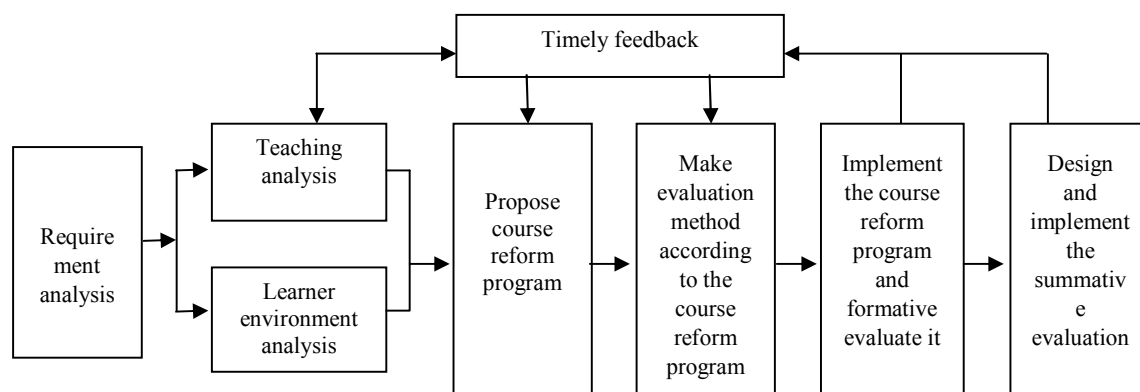 Timely feedback
Require
ment
analysis
Teaching
analysis
Learner
environment
analysis
Propose
course
reform
program
Make
evaluation
method
according
to the
course
reform
program
Implement
the course
reform
program
and
formative
evaluate it
Design
and
implement
the
summativ
e
evaluation